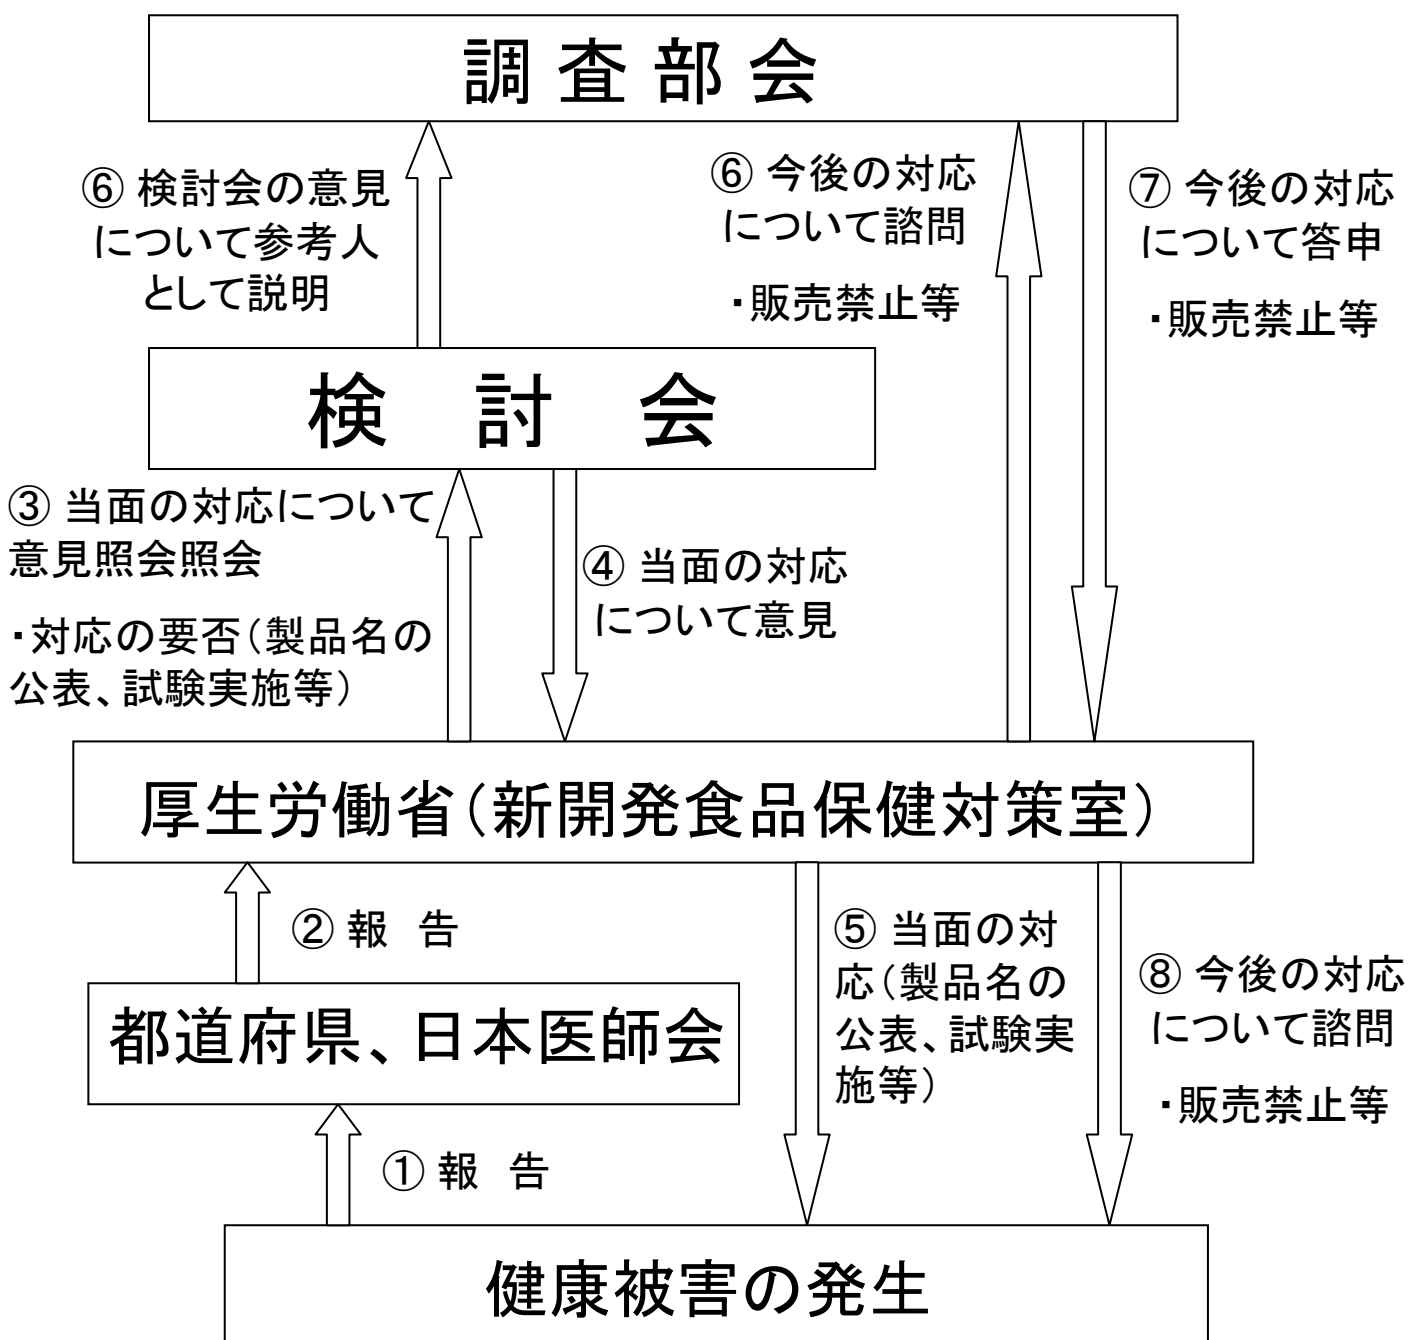 調 査 部 会
⑥ 検討会の意見
について参考人
として説明
⑥ 今後の対応
について諮問
・販売禁止等
⑦ 今後の対応
について答申
・販売禁止等
検 討 会
③ 当面の対応について
意見照会照会
・対応の要否(製品名の
公表、試験実施等)
④ 当面の対応
について意見
厚生労働省(新開発食品保健対策室)
② 報 告
⑤ 当面の対
応(製品名の
公表、試験実
施等)
⑧ 今後の対応
について諮問
・販売禁止等
都道府県、日本医師会
① 報 告
健康被害の発生